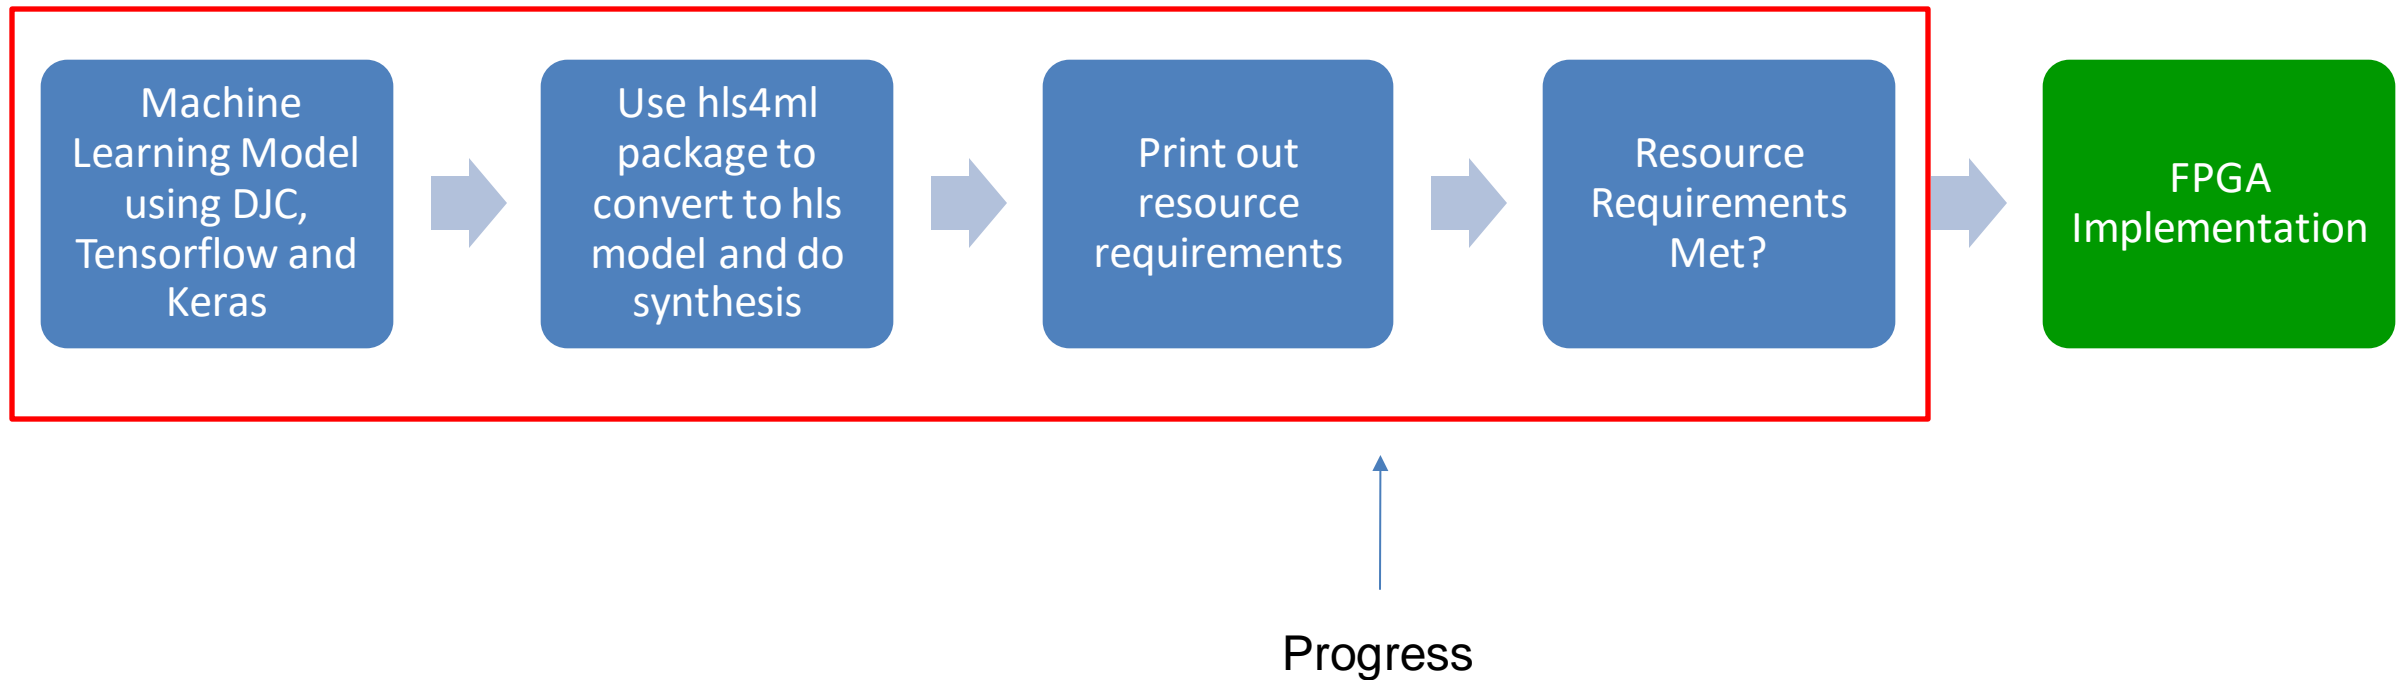 Machine
Learning Model
using DJC,
Tensorflow and
Keras
Use hls4ml
package to
convert to hls
model and do
synthesis
Print out
resource
requirements
Resource
Requirements
Met?
FPGA
Implementation
Progress